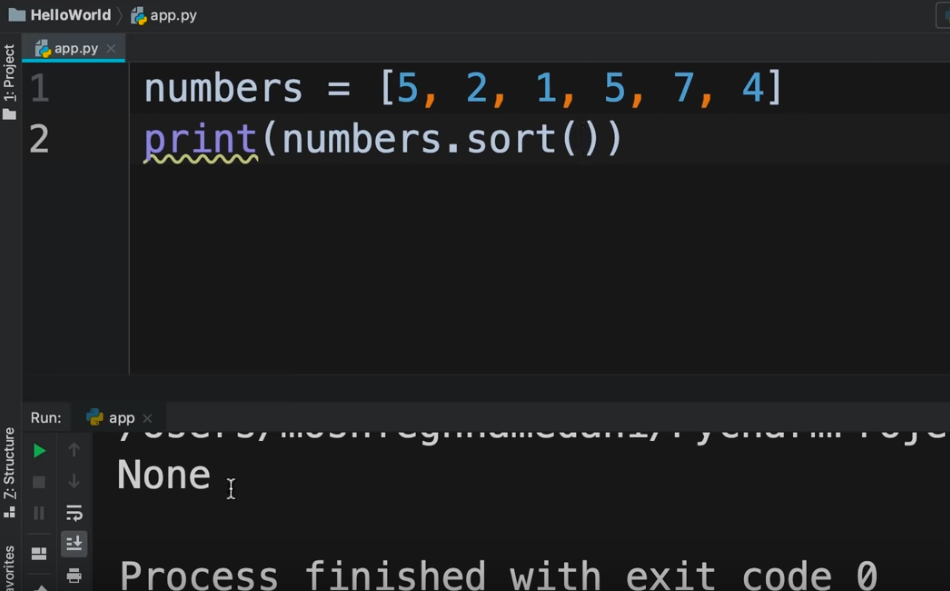 HelloWorld app.py
1: Project
app.py
1 numbers = [5, 2, 1, 5, 7, 4]
2 print(numbers.sort())
Run: app
Z: Structure
None
Process finished with exit code 0